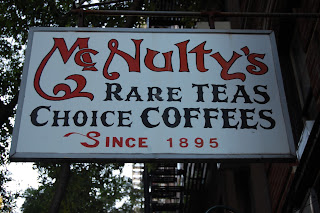 McNulty's
RARE TEAS
CHOICE COFFEES
SINCE 1895